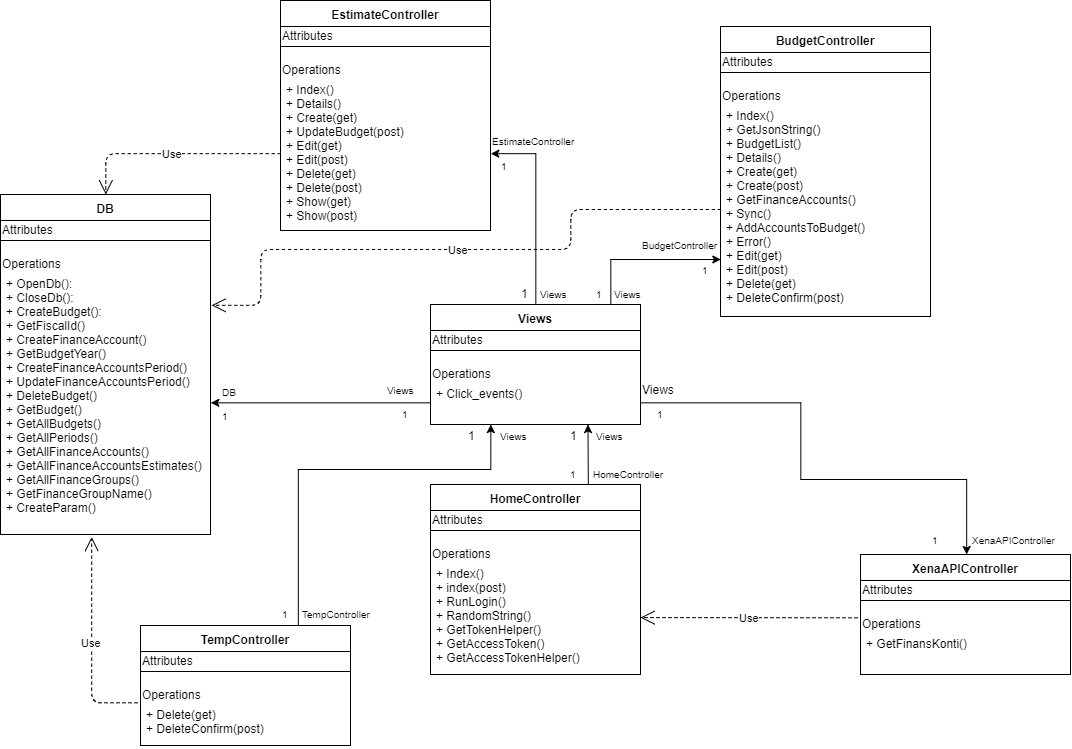 EstimateController
Attributes
Operations
+ Index()
+ Details()
+ Create(get)
+ UpdateBudget(post)
+ Edit(get)
+ Edit(post)
+ Delete(get)
+ Delete(post)
+ Show(get)
+ Show(post)
BudgetController
Attributes
Operations
+ Index()
+ GetJsonString()
+ BudgetList()
+ Details()
+ Create(get)
+ Create(post)
+ GetFinanceAccounts()
+ Sync()
+ AddAccountsToBudget()
+ Error()
+ Edit(get)
+ Edit(post)
+ Delete(get)
+ DeleteConfirm(post)
EstimateController
1
Use
Use
BudgetController
1
1 Views
1 Views
DB
Attributes
Operations
+ OpenDb():
+ CloseDb():
+ CreateBudget():
+ GetFiscalId()
+ CreateFinanceAccount()
+ GetBudgetYear()
+ CreateFinanceAccountsPeriod()
+ UpdateFinanceAccountsPeriod()
+ DeleteBudget()
+ GetBudget()
+ GetAllBudgets()
+ GetAllPeriods()
+ GetAllFinanceAccounts()
+ GetAllFinanceAccountsEstimates()
+ GetAllFinanceGroups()
+ GetFinanceGroupName()
+ CreateParam()
Views
Attributes
Operations
+ Click_events()
DB
1
Views
1
Views
1
1 Views
1 Views
1 HomeController
HomeController
Attributes
Operations
+ Index()
+ index(post)
+ RunLogin()
+ RandomString()
+ GetTokenHelper()
+ GetAccessToken()
+ GetAccessTokenHelper()
1 XenaAPIController
XenaAPIController
Attributes
Operations
+ GetFinansKonti()
Use
1 TempController
Use
TempController
Attributes
Operations
+ Delete(get)
+ DeleteConfirm(post)